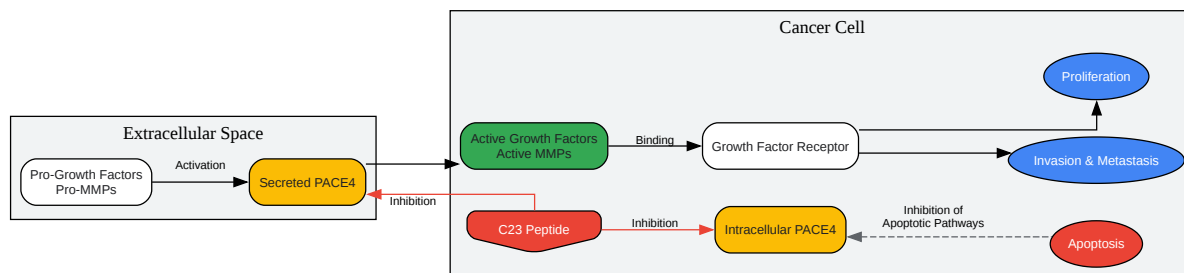 Cancer Cell
Proliferation
Extracellular Space
Active Growth Factors
Active MMPs
Binding
Growth Factor Receptor
Invasion & Metastasis
Pro-Growth Factors
Pro-MMPs
Activation
Secreted PACE4
Inhibition
C23 Peptide
Inhibition
Intracellular PACE4
Inhibition of
Apoptotic Pathways
Apoptosis